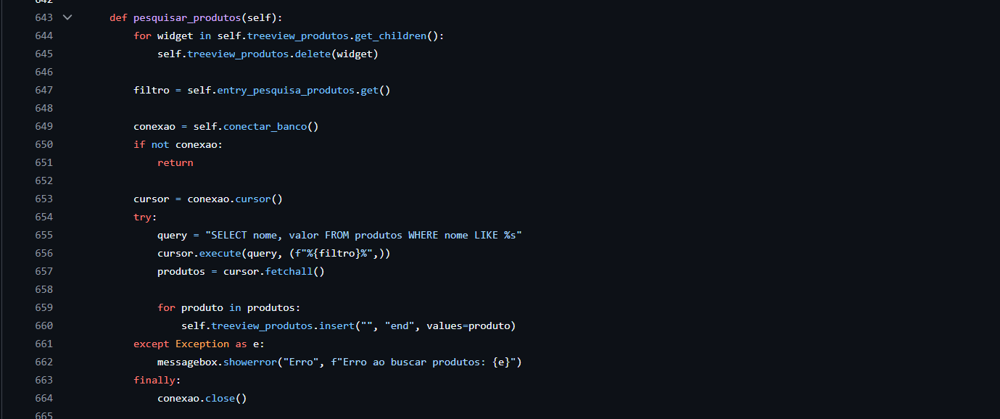 642
643 def pesquisar_produtos(self):
644 for widget in self.treeview_produtos.get_children():
645 self.treeview_produtos.delete(widget)
646
647 filtro = self.entry_pesquisa_produtos.get()
648
649 conexao = self.conectar_banco()
650 if not conexao:
651 return
652
653 cursor = conexao.cursor()
654 try:
655 query = "SELECT nome, valor FROM produtos WHERE nome LIKE %s"
656 cursor.execute(query, (f"%{filtro}%",))
657 produtos = cursor.fetchall()
658
659 for produto in produtos:
660 self.treeview_produtos.insert("", "end", values=produto)
661 except Exception as e:
662 messagebox.showerror("Erro", f"Erro ao buscar produtos: {e}")
663 finally:
664 conexao.close()
665